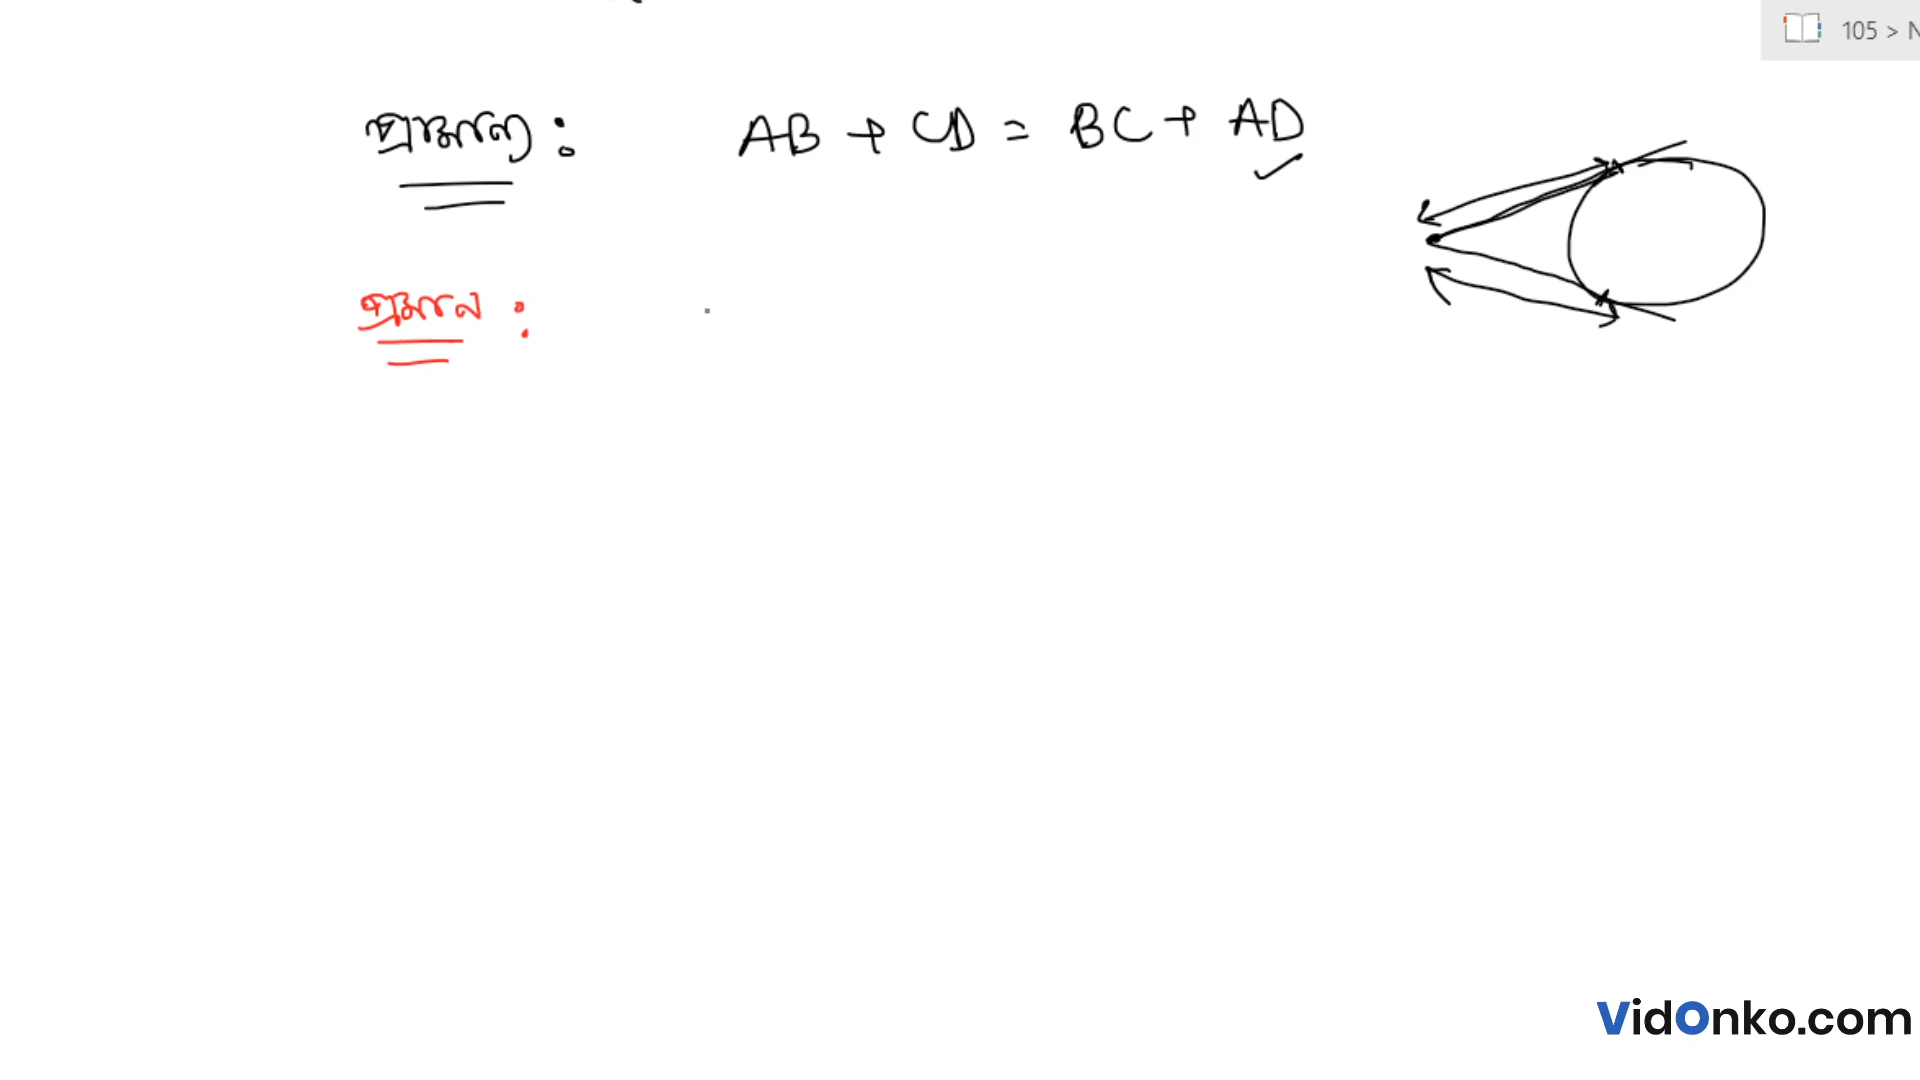 105 > N
প্রমান্য : AB + CD = BC + AD
প্রমান :
VidOnko.com